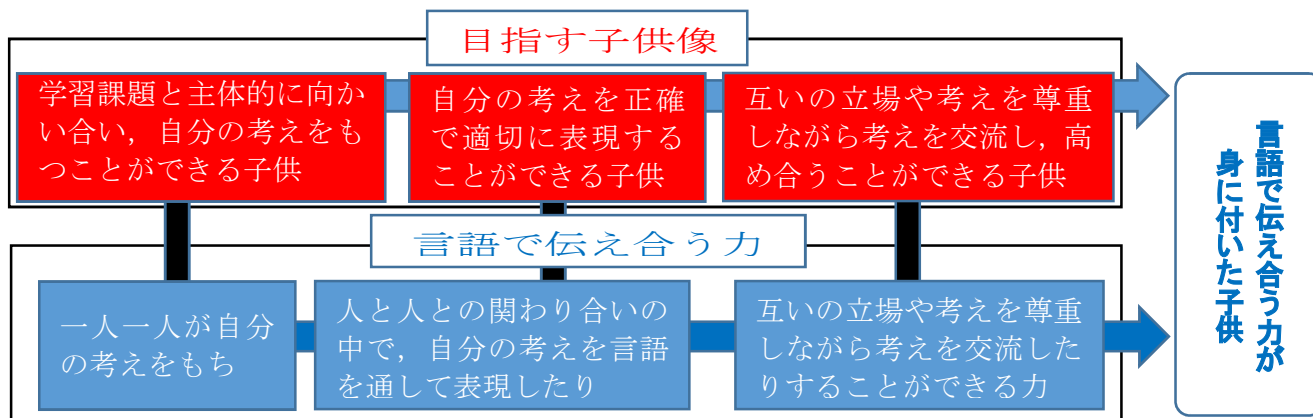 目指す子供像
学習課題と主体的に向か
い合い，自分の考えをも
つことができる子供
自分の考えを正確
で適切に表現する
ことができる子供
互いの立場や考えを尊重
しながら考えを交流し，高
め合うことができる子供
言語で伝え合う力
一人一人が自分
の考えをもち
人と人との関わり合いの
中で，自分の考えを言語
を通して表現したり
互いの立場や考えを尊重
しながら考えを交流した
りすることができる力
言語で伝え合う力が
身に付いた子供